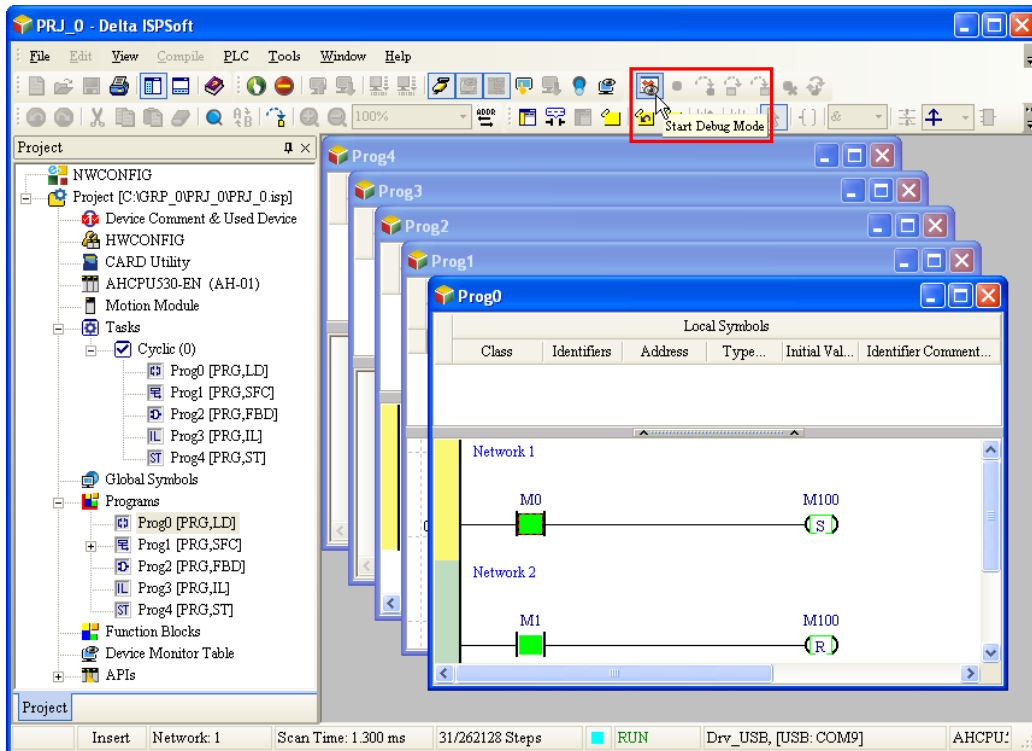 PRJ_0 - Delta ISPSoft
File Edit View Compile PLC Tools Window Help
100%
ADDR
&
Start Debug Mode
Project
NWCONFIG
Project [C:\GRP_0\PRJ_0\PRJ_0.isp]
Device Comment & Used Device
HWCONFIG
CARD Utility
AHCPU530-EN (AH-01)
Motion Module
Tasks
Cyclic (0)
Prog0 [PRG,LD]
Prog1 [PRG,SFC]
Prog2 [PRG,FBD]
IL Prog3 [PRG,IL]
ST Prog4 [PRG,ST]
Global Symbols
Programs
Prog0 [PRG,LD]
Prog1 [PRG,SFC]
Prog2 [PRG,FBD]
IL Prog3 [PRG,IL]
ST Prog4 [PRG,ST]
Function Blocks
Device Monitor Table
APIs
Project
Prog4
Prog3
Prog2
Prog1
Prog0
Local Symbols
Class Identifiers Address Type... Initial Val... Identifier Comment...
Network 1
M0 M100
S
Network 2
M1 M100
R
Insert Network: 1 Scan Time: 1.300 ms 31/262128 Steps RUN Drv_USB, [USB: COM9]